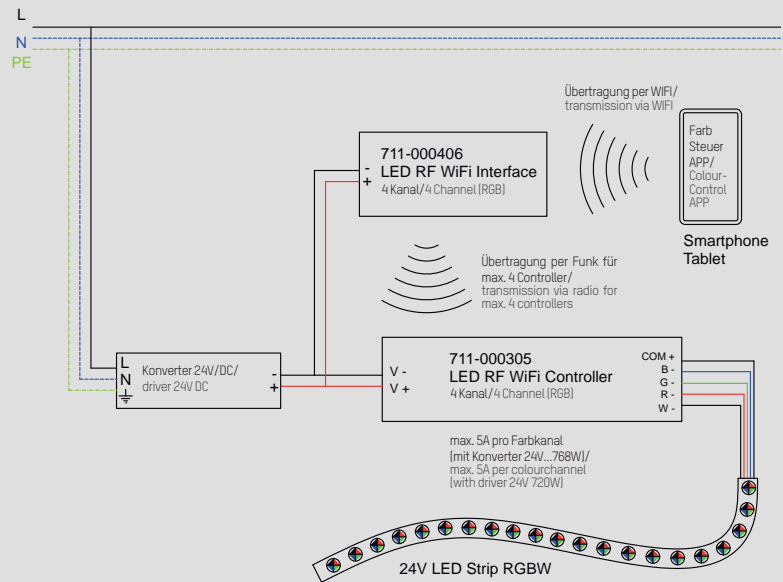 L
N
PE
Übertragung per WIFI/
transmission via WIFI
Farb
Steuer
APP/
Colour-
Control
APP
Smartphone
Tablet
711-000406
LED RF WiFi Interface
4 Kanal/4 Channel (RGB)
-
+
Übertragung per Funk für
max. 4 Controller/
transmission via radio for
max. 4 controllers
L
N
Konverter 24V/DC/
driver 24V DC
-
+
V -
V +
711-000305
LED RF WiFi Controller
4 Kanal/4 Channel (RGB)
COM +
B -
G -
R -
W -
max. 5A pro Farbkanal
(mit Konverter 24V...768W)/
max. 5A per colourchannel
(with driver 24V 720W)
24V LED Strip RGBW